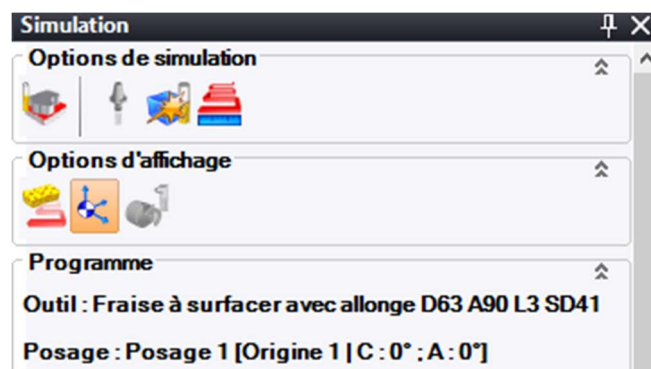 Simulation
Options de simulation
Options d'affichage
Programme
Outil : Fraise à surfacer avec allonge D63 A90 L3 SD41
Posage : Posage 1 [Origine 1 | C : 0° ; A : 0°]